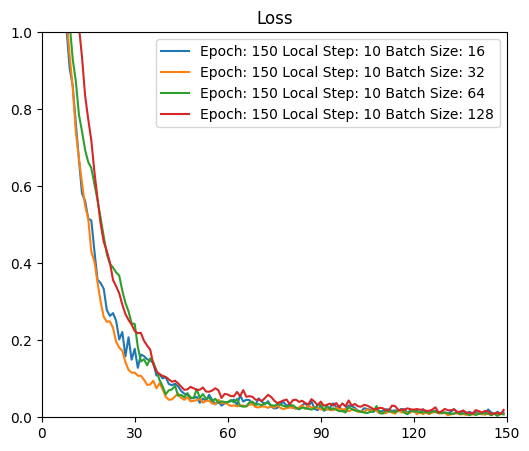 Loss
1.0
0.8
0.6
0.4
0.2
0.0
Epoch: 150 Local Step: 10 Batch Size: 16
Epoch: 150 Local Step: 10 Batch Size: 32
Epoch: 150 Local Step: 10 Batch Size: 64
Epoch: 150 Local Step: 10 Batch Size: 128
0 30 60 90 120 150